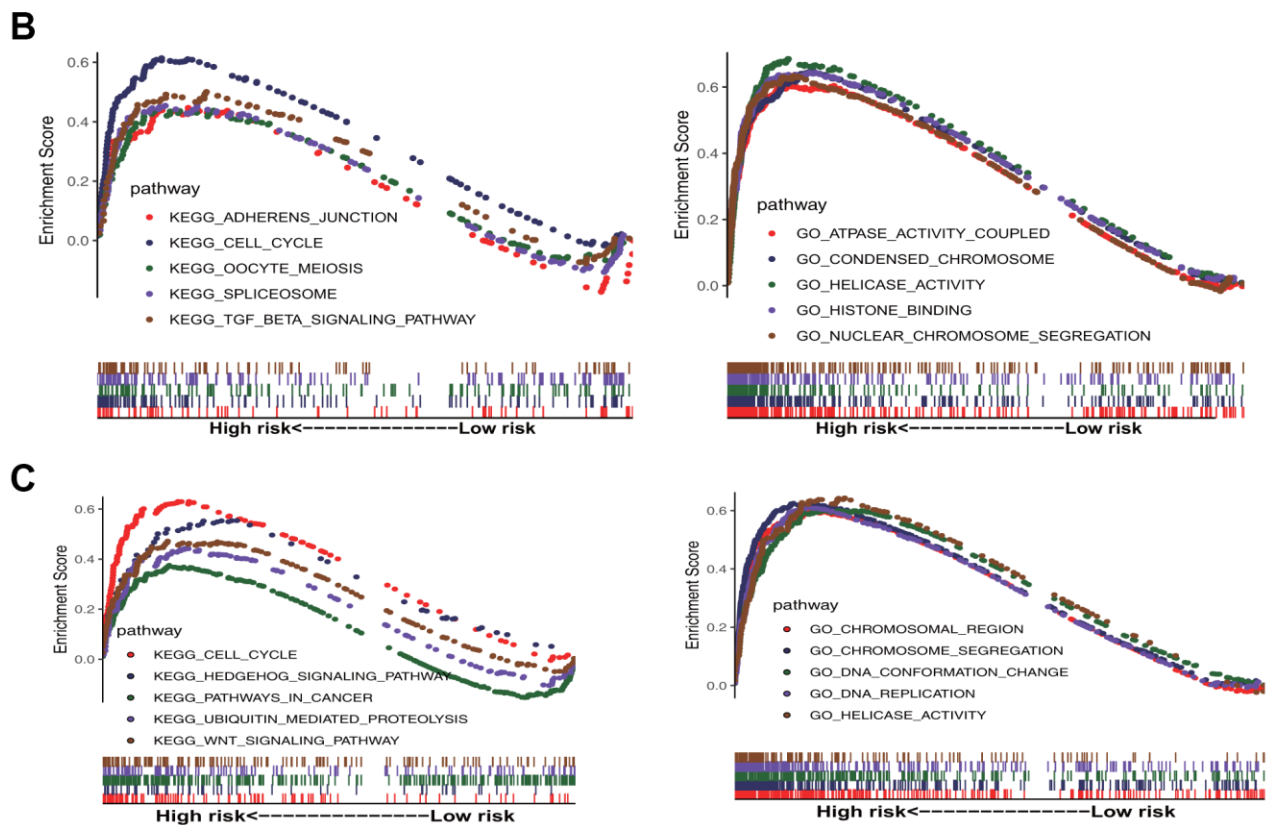 B
Enrichment Score
0.6
0.4
0.2
0.0
pathway
KEGG_ADHERENS_JUNCTION
KEGG_CELL_CYCLE
KEGG_OOCYTE_MEIOSIS
KEGG_SPLICEOSOME
KEGG_TGF_BETA_SIGNALING_PATHWAY
High risk<----------------Low risk
Enrichment Score
0.6
0.4
0.2
0.0
pathway
GO_ATPASE_ACTIVITY_COUPLED
GO_CONDENSED_CHROMOSOME
GO_HELICASE_ACTIVITY
GO_HISTONE_BINDING
GO_NUCLEAR_CHROMOSOME_SEGREGATION
High risk<----------------Low risk
C
Enrichment Score
0.6
0.4
0.2
0.0
pathway
KEGG_CELL_CYCLE
KEGG_HEDGEHOG_SIGNALING_PATHWAY
KEGG_PATHWAYS_IN_CANCER
KEGG_UBIQUITIN_MEDIATED_PROTEOLYSIS
KEGG_WNT_SIGNALING_PATHWAY
High risk<------------------Low risk
Enrichment Score
0.6
0.4
0.2
0.0
pathway
GO_CHROMOSOMAL_REGION
GO_CHROMOSOME_SEGREGATION
GO_DNA_CONFORMATION_CHANGE
GO_DNA_REPLICATION
GO_HELICASE_ACTIVITY
High risk<------------------Low risk